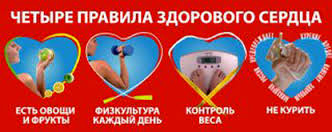 ЧЕТЫРЕ ПРАВИЛА ЗДОРОВОГО СЕРДЦА
ЕСТЬ ОВОЩИ
И ФРУКТЫ
ФИЗКУЛЬТУРА
КАЖДЫЙ ДЕНЬ
КОНТРОЛЬ
ВЕСА
НЕ КУРИТЬ